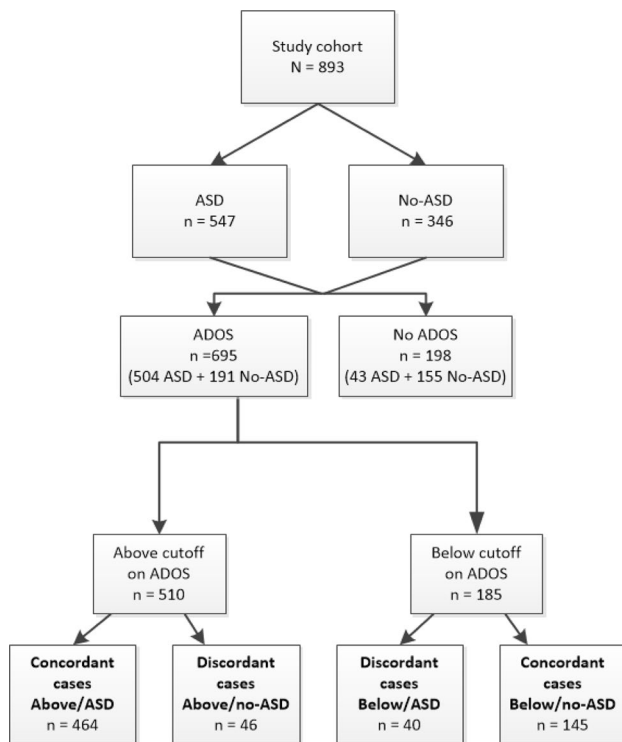 Study cohort
N = 893
ASD
n = 547
No-ASD
n = 346
ADOS
n =695
(504 ASD + 191 No-ASD)
No ADOS
n = 198
(43 ASD + 155 No-ASD)
Above cutoff
on ADOS
n = 510
Below cutoff
on ADOS
n = 185
Concordant
cases
Above/ASD
n = 464
Discordant
cases
Above/no-ASD
n = 46
Discordant
cases
Below/ASD
n = 40
Concordant
cases
Below/no-ASD
n = 145